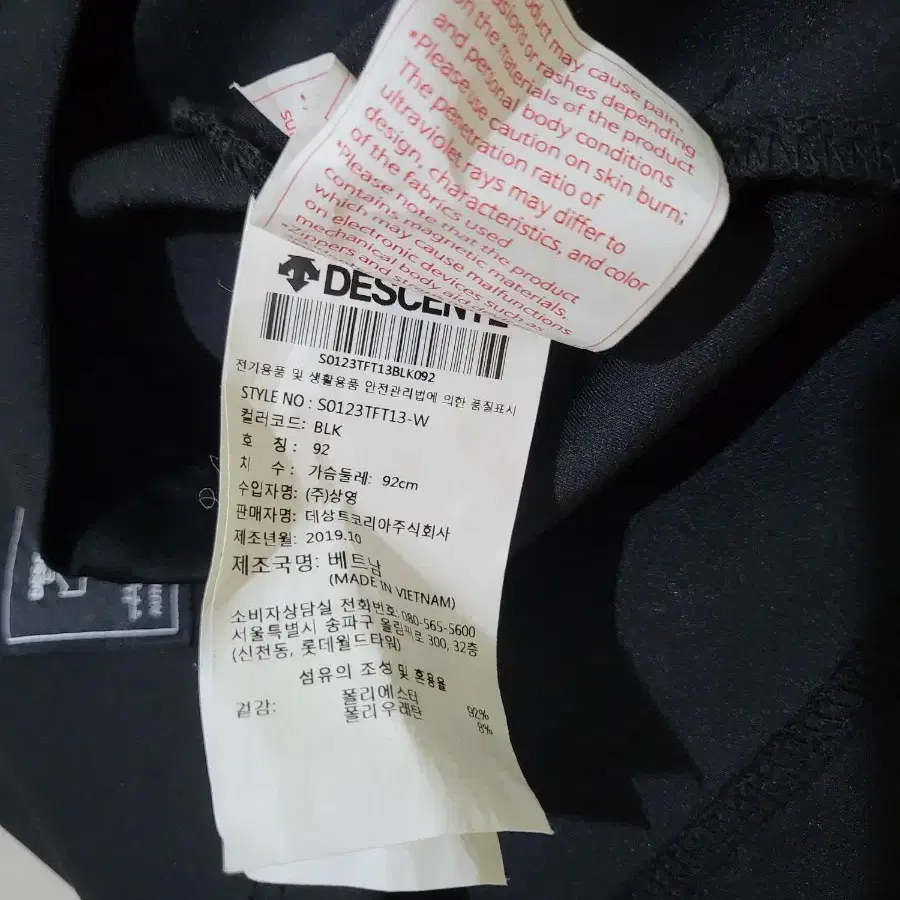 product may cause pain,
or rashes depending
on the materials of the product
and personal body conditions
*Please use caution on skin burn:
The penetration ratio of
ultraviolet rays may differ to
design, characteristics, and color
of the fabrics used
*Please note that the product
contains magnetic materials,
which may cause malfunctions
on electronic devices such as
mechanical body aid
*Zippers and
DESCENTE
S0123TFT13BLK092
전기용품 및 생활용품 안전관리법에 의한 품질표시
STYLE NO : S0123TFT13-W
컬러코드: BLK
호 칭 : 92
치 수 : 가슴둘레: 92cm
수입자명: (주)상영
판매자명: 데상트코리아주식회사
제조년월: 2019.10
제조국명: 베트남
(MADE IN VIETNAM)
소비자상담실 전화번호: 080-565-5600
서울특별시 송파구 올림픽로 300, 32층
(신천동, 롯데월드타워)
섬유의 조성 및 혼용율
겉감: 폴리에스터 92%
폴리우레탄 8%